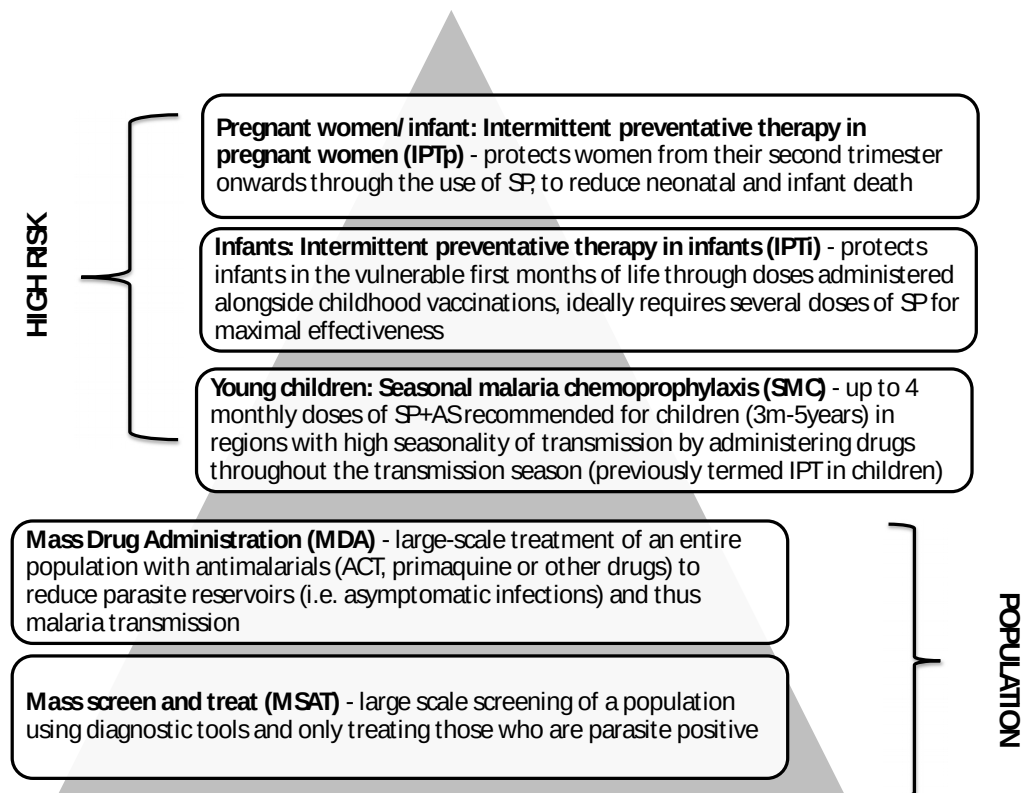 HIGH RISK
Pregnant women/ infant: Intermittent preventative therapy in
pregnant women (IPTp) - protects women from their second trimester
onwards through the use of SP, to reduce neonatal and infant death
Infants: Intermittent preventative therapy in infants (IPTi) - protects
infants in the vulnerable first months of life through doses administered
alongside childhood vaccinations, ideally requires several doses of SP for
maximal effectiveness
Young children: Seasonal malaria chemoprophylaxis (SMC) - up to 4
monthly doses of SP+AS recommended for children (3m-5years) in
regions with high seasonality of transmission by administering drugs
throughout the transmission season (previously termed IPT in children)
Mass Drug Administration (MDA) - large-scale treatment of an entire
population with antimalarials (ACT, primaquine or other drugs) to
reduce parasite reservoirs (i.e. asymptomatic infections) and thus
malaria transmission
Mass screen and treat (MSAT) - large scale screening of a population
using diagnostic tools and only treating those who are parasite positive
POPULATION